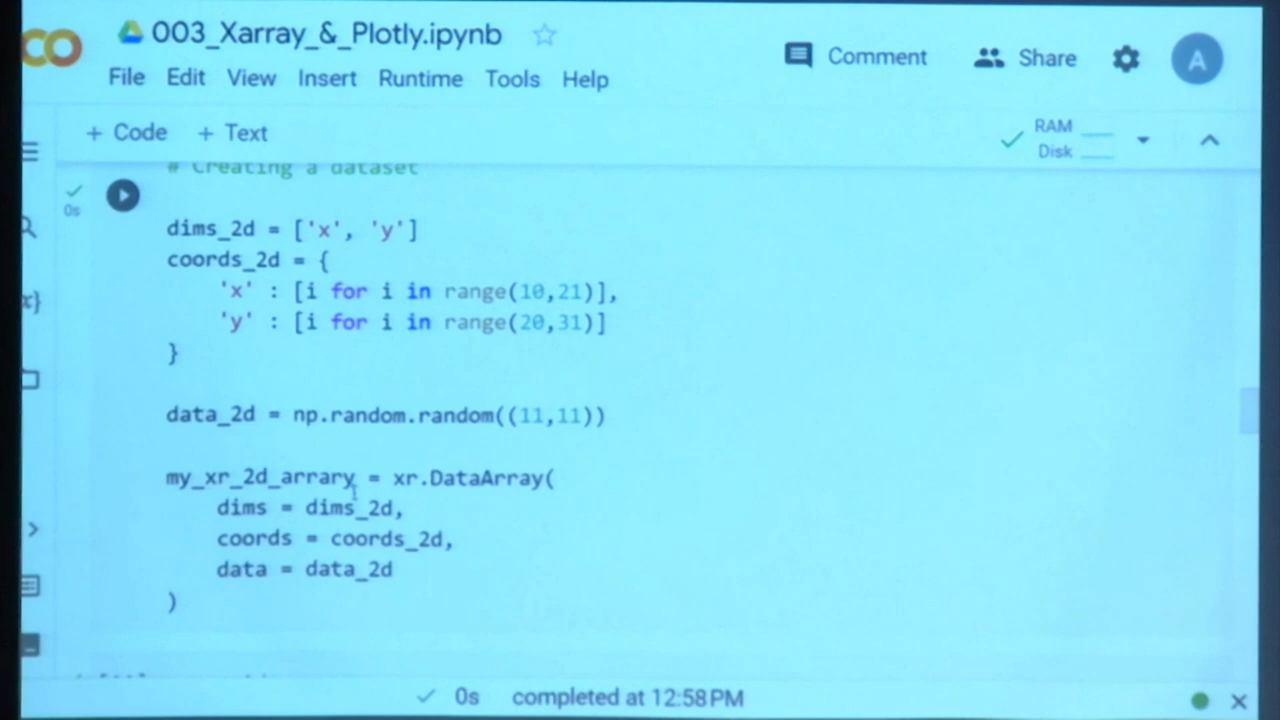 003_Xarray_&_Plotly.ipynb
Comment
Share
A
File Edit View Insert Runtime Tools Help
+ Code + Text
RAM
Disk
# Creating a dataset
0s
dims_2d = ['x', 'y']
coords_2d = {
'x' : [i for i in range(10,21)],
'y' : [i for i in range(20,31)]
}
data_2d = np.random.random((11,11))
my_xr_2d_arrary = xr.DataArray(
dims = dims_2d,
coords = coords_2d,
data = data_2d
)
0s completed at 12:58 PM